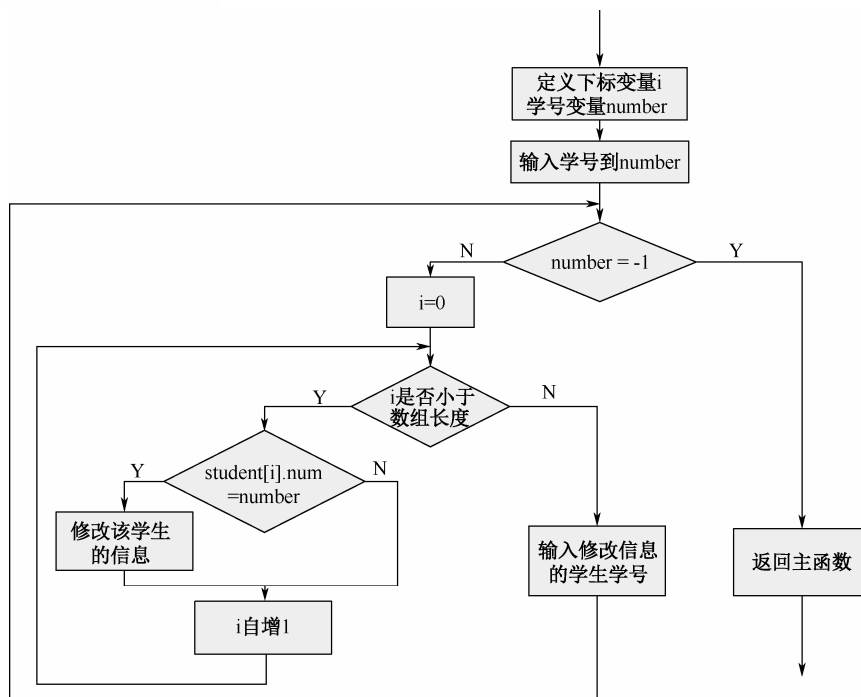 定义下标变量i
学号变量number
输入学号到number
number = -1
N
Y
i=0
i是否小于
数组长度
Y
N
student[i].num
=number
Y
N
修改该学生
的信息
i自增1
输入修改信息
的学生学号
返回主函数